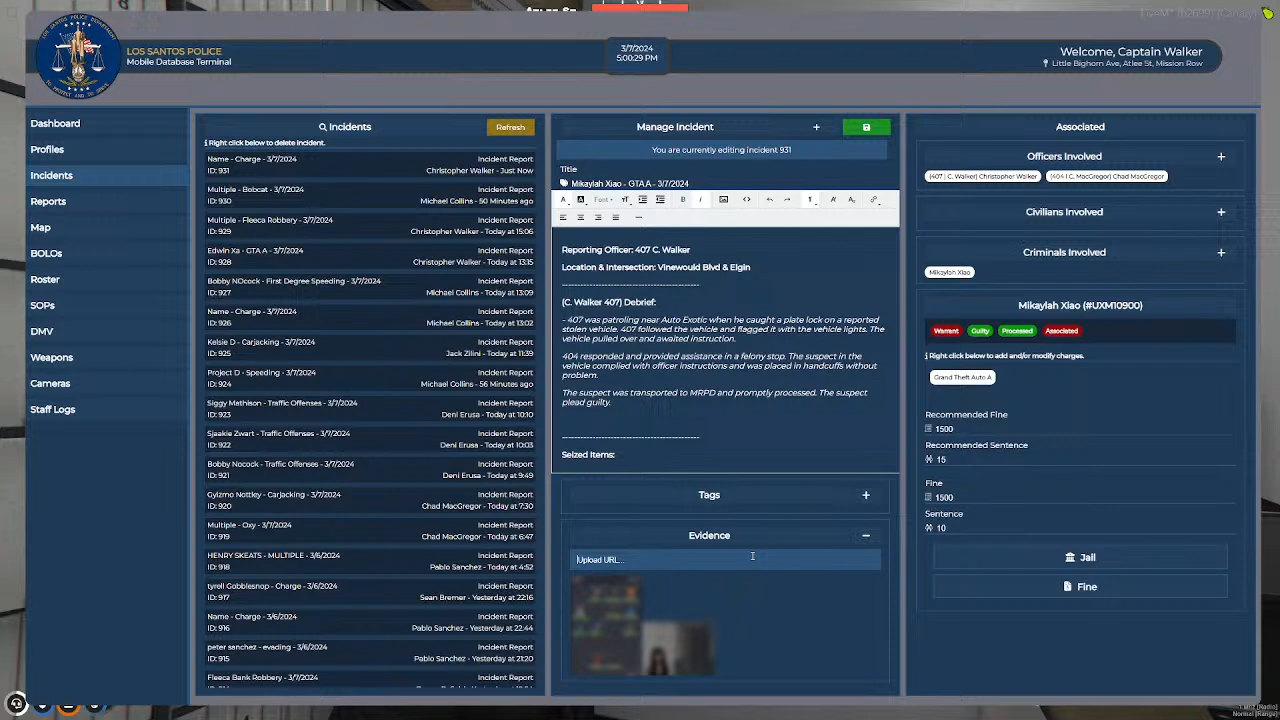 LOS SANTOS POLICE
Mobile Database Terminal
3/7/2024
5:00:29 PM
Welcome, Captain Walker
Little Bighorn Ave, Atlee St, Mission Row
Dashboard
Profiles
Incidents
Reports
Map
BOLOs
Roster
SOPs
DMV
Weapons
Cameras
Staff Logs
Incidents
Refresh
Right click below to delete incident.
Name - Charge - 3/7/2024 Incident Report
ID: 931 Christopher Walker - Just Now
Multiple - Bobcat - 3/7/2024 Incident Report
ID: 930 Michael Collins - 50 Minutes ago
Multiple - Fleeca Robbery - 3/7/2024 Incident Report
ID: 929 Christopher Walker - Today at 15:06
Edwin Xa - GTA A - 3/7/2024 Incident Report
ID: 928 Christopher Walker - Today at 13:15
Bobby NOcock - First Degree Speeding - 3/7/2024 Incident Report
ID: 927 Michael Collins - Today at 13:09
Name - Charge - 3/7/2024 Incident Report
ID: 926 Michael Collins - Today at 13:02
Kelsie D - Carjacking - 3/7/2024 Incident Report
ID: 925 Jack Zilini - Today at 11:39
Project D - Speeding - 3/7/2024 Incident Report
ID: 924 Michael Collins - 56 Minutes ago
Siggy Mathison - Traffic Offenses - 3/7/2024 Incident Report
ID: 923 Deni Erusa - Today at 10:10
Sjaakie Zwart - Traffic Offenses - 3/7/2024 Incident Report
ID: 922 Deni Erusa - Today at 10:03
Bobby Nocock - Traffic Offenses - 3/7/2024 Incident Report
ID: 921 Deni Erusa - Today at 9:49
Gyizmo Nottley - Carjacking - 3/7/2024 Incident Report
ID: 920 Chad MacGregor - Today at 7:30
Multiple - Oxy - 3/7/2024 Incident Report
ID: 919 Chad MacGregor - Today at 6:47
HENRY SKEATS - MULTIPLE - 3/6/2024 Incident Report
ID: 918 Pablo Sanchez - Today at 4:52
tyrell Gobblesnop - Charge - 3/6/2024 Incident Report
ID: 917 Sean Bremer - Yesterday at 22:16
Name - Charge - 3/6/2024 Incident Report
ID: 916 Pablo Sanchez - Yesterday at 22:44
peter sanchez - evading - 3/6/2024 Incident Report
ID: 915 Pablo Sanchez - Yesterday at 21:20
Fleeca Bank Robbery - 3/6/2024 Incident Report
Manage Incident +
You are currently editing incident 931
Title
Mikaylah Xiao - GTA A - 3/7/2024
Font
Reporting Officer: 407 C. Walker
Location & Intersection: Vinewould Blvd & Elgin
----------------------------------------------
(C. Walker 407) Debrief:
- 407 was patroling near Auto Exotic when he caught a plate lock on a reported
stolen vehicle. 407 followed the vehicle and flagged it with the vehicle lights. The
vehicle pulled over and awaited instruction.
404 responded and provided assistance in a felony stop. The suspect in the
vehicle complied with officer instructions and was placed in handcuffs without
problem.
The suspect was transported to MRPD and promptly processed. The suspect
plead guilty.
----------------------------------------------
Seized Items:
Tags +
Evidence −
Upload URL...
Associated
Officers Involved +
(407 | C. Walker) Christopher Walker
(404 | C. MacGregor) Chad MacGregor
Civilians Involved +
Criminals Involved +
Mikaylah Xiao
Mikaylah Xiao (#UXM10900)
Warrant Guilty Processed Associated
Right click below to add and/or modify charges.
Grand Theft Auto A
Recommended Fine
1500
Recommended Sentence
15
Fine
1500
Sentence
10
Jail
Fine